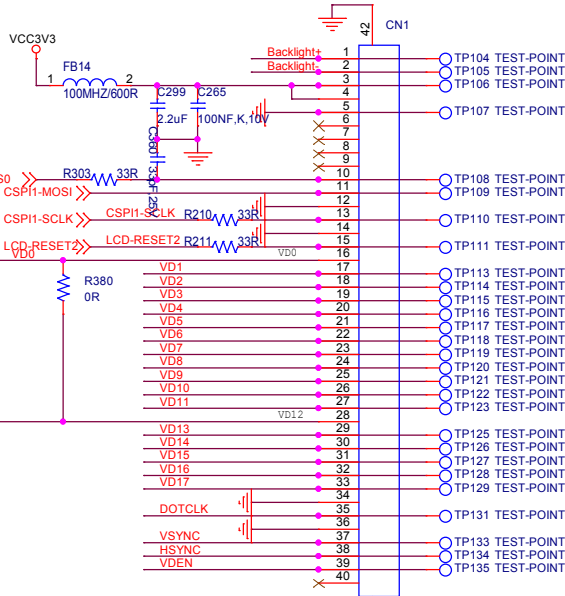 42
CN1
VCC3V3
Backlight+ 1 TP104 TEST-POINT
Backlight- 2 TP105 TEST-POINT
FB14
1 2
3 TP106 TEST-POINT
100MHZ/600R
C299 C265
4
2.2uF 100NF,K,10V
5 TP107 TEST-POINT
6
7
8
9
C360
3.3pF,25V
S0 R303 33R 10 TP108 TEST-POINT
CSPI1-MOSI 11 TP109 TEST-POINT
12
CSPI1-SCLK CSPI1-SCLK R210 33R 13 TP110 TEST-POINT
14
LCD-RESET2 LCD-RESET2 R211 33R 15 TP111 TEST-POINT
VD0 VD0 16
VD1 17 TP113 TEST-POINT
R380
0R
VD2 18 TP114 TEST-POINT
VD3 19 TP115 TEST-POINT
VD4 20 TP116 TEST-POINT
VD5 21 TP117 TEST-POINT
VD6 22 TP118 TEST-POINT
VD7 23 TP119 TEST-POINT
VD8 24 TP120 TEST-POINT
VD9 25 TP121 TEST-POINT
VD10 26 TP122 TEST-POINT
VD11 27 TP123 TEST-POINT
VD12 28
VD13 29 TP125 TEST-POINT
VD14 30 TP126 TEST-POINT
VD15 31 TP127 TEST-POINT
VD16 32 TP128 TEST-POINT
VD17 33 TP129 TEST-POINT
34
DOTCLK 35 TP131 TEST-POINT
36
VSYNC 37 TP133 TEST-POINT
HSYNC 38 TP134 TEST-POINT
VDEN 39 TP135 TEST-POINT
40